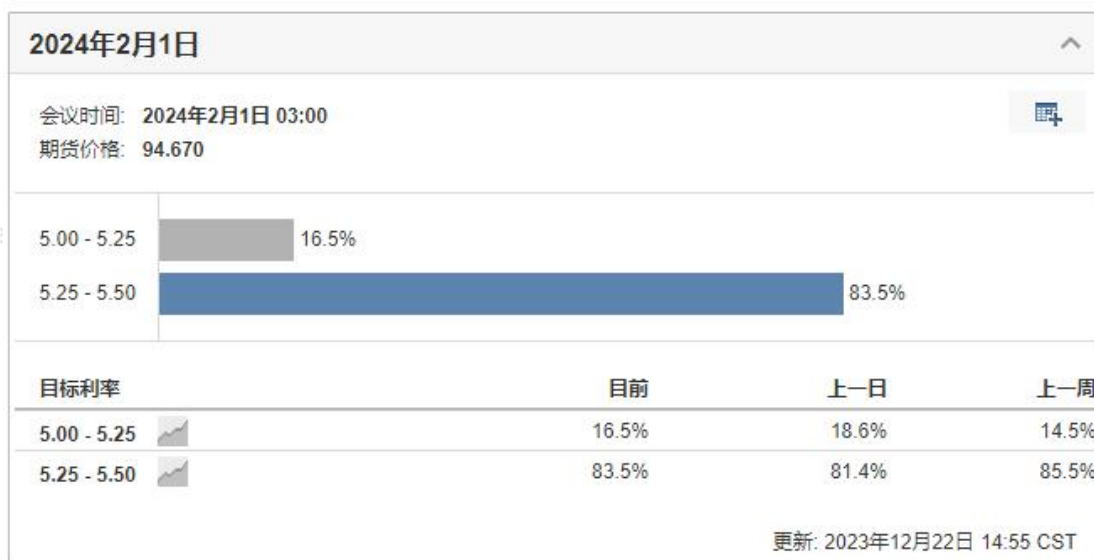 2024年2月1日
会议时间: 2024年2月1日 03:00
期货价格: 94.670
5.00 - 5.25 16.5%
5.25 - 5.50 83.5%
目标利率 目前 上一日 上一周
5.00 - 5.25 16.5% 18.6% 14.5%
5.25 - 5.50 83.5% 81.4% 85.5%
更新: 2023年12月22日 14:55 CST